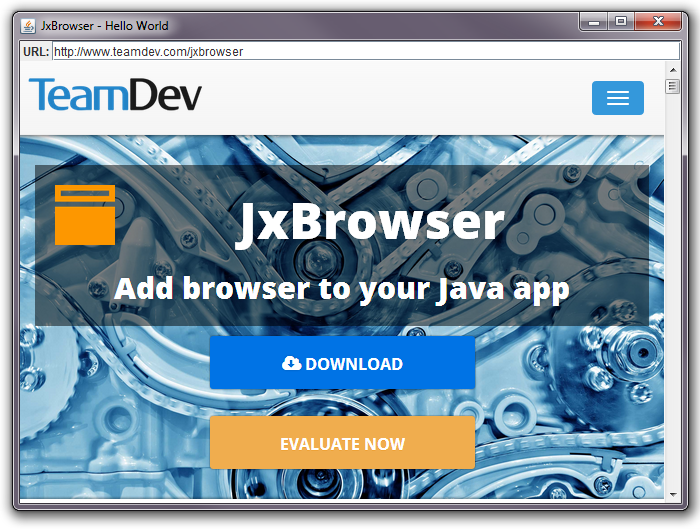 JxBrowser - Hello World
URL: http://www.teamdev.com/jxbrowser
TeamDev
JxBrowser
Add browser to your Java app
DOWNLOAD
EVALUATE NOW